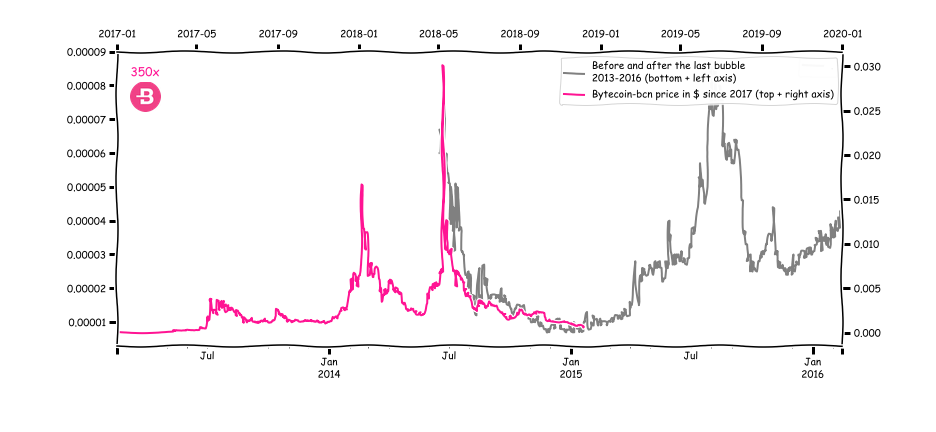 2017-01 2017-05 2017-09 2018-01 2018-05 2018-09 2019-01 2019-05 2019-09 2020-01
0.00009
0.00008
0.00007
0.00006
0.00005
0.00004
0.00003
0.00002
0.00001
350x
B
Before and after the last bubble
2013-2016 (bottom + left axis)
Bytecoin-bcn price in $ since 2017 (top + right axis)
0.030
0.025
0.020
0.015
0.010
0.005
0.000
Jul Jan Jul Jan Jul Jan
2014 2015 2016